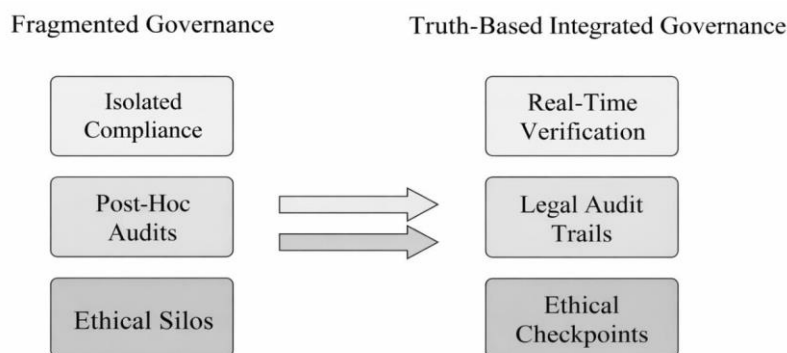 Fragmented Governance
Truth-Based Integrated Governance
Isolated
Compliance
Real-Time
Verification
Post-Hoc
Audits
Legal Audit
Trails
Ethical Silos
Ethical
Checkpoints